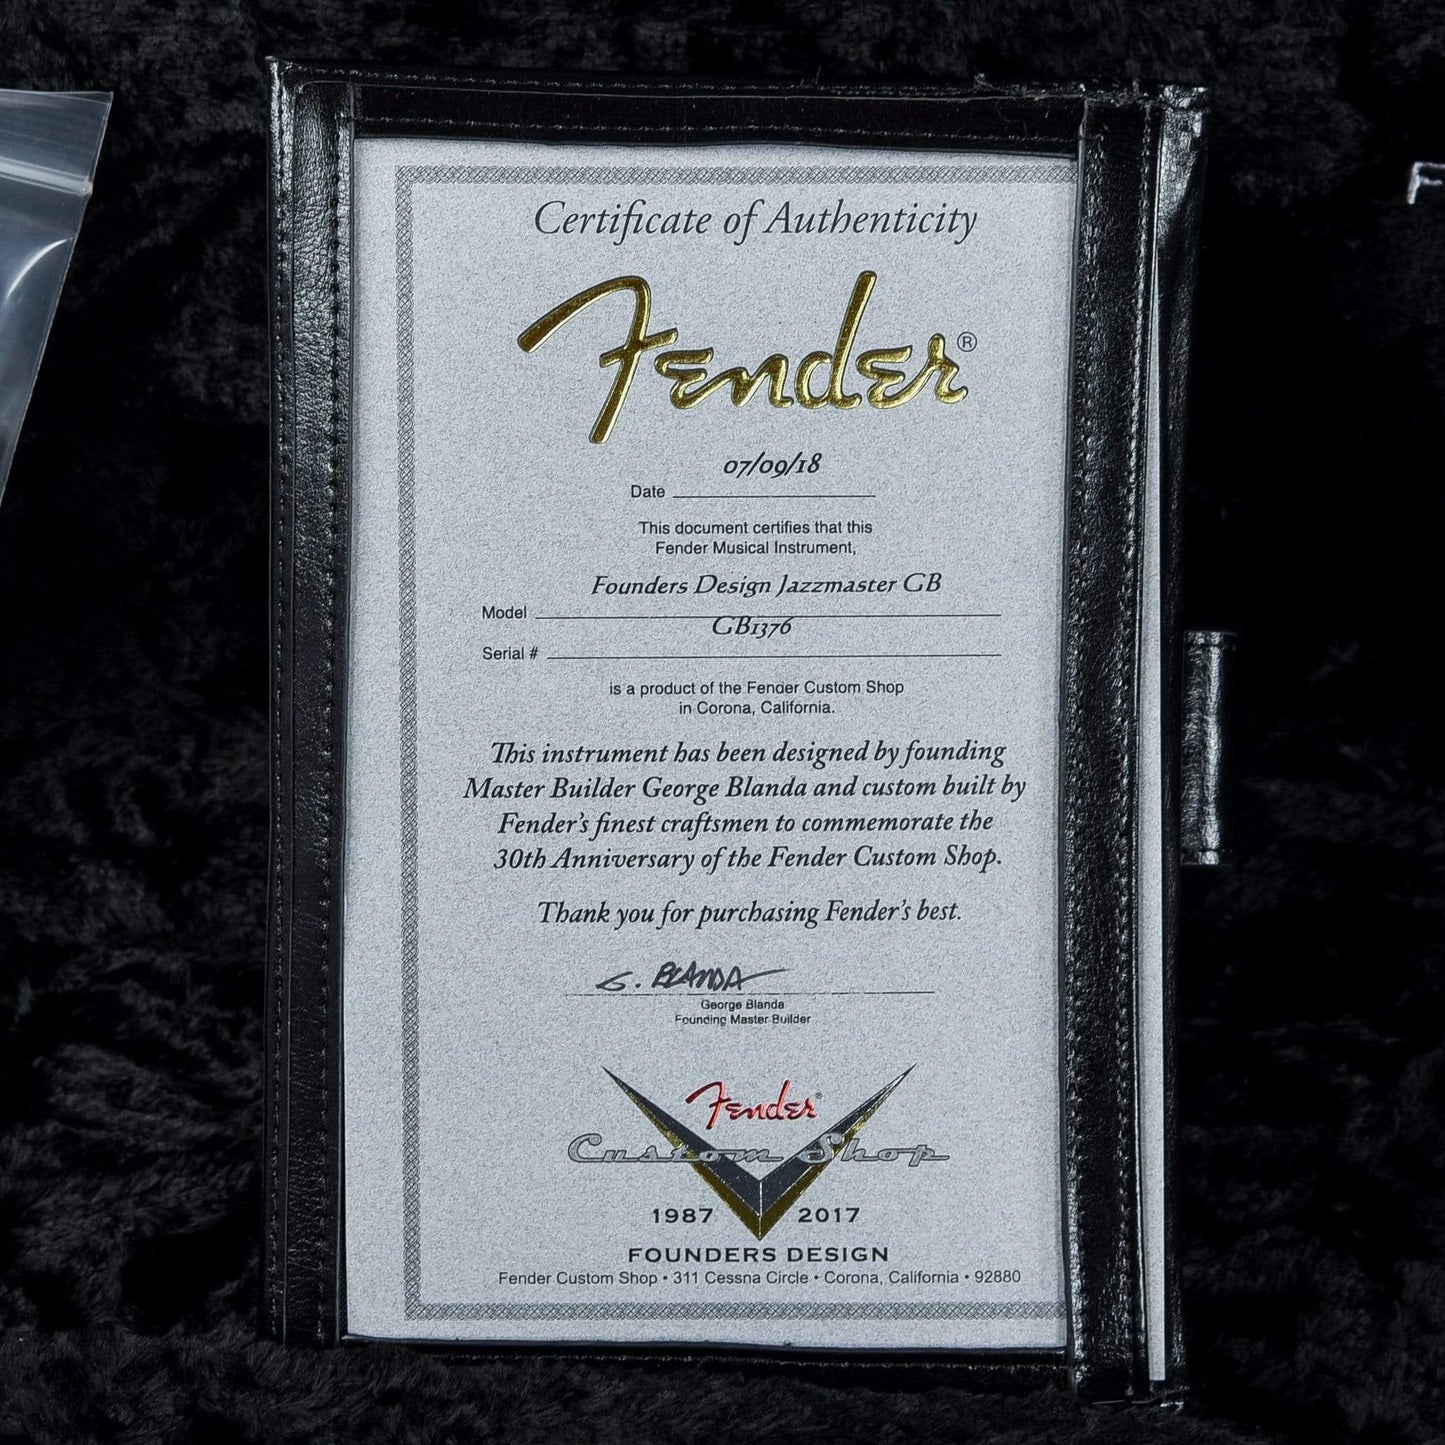 Certificate of Authenticity
Fender®
07/09/18
Date
This document certifies that this
Fender Musical Instrument,
Founders Design Jazzmaster GB
Model
GB1376
Serial #
is a product of the Fender Custom Shop
in Corona, California.
This instrument has been designed by founding
Master Builder George Blanda and custom built by
Fender's finest craftsmen to commemorate the
30th Anniversary of the Fender Custom Shop.
Thank you for purchasing Fender's best.
G. BLANDA
George Blanda
Founding Master Builder
Fender®
Custom Shop
1987 2017
FOUNDERS DESIGN
Fender Custom Shop • 311 Cessna Circle • Corona, California • 92880